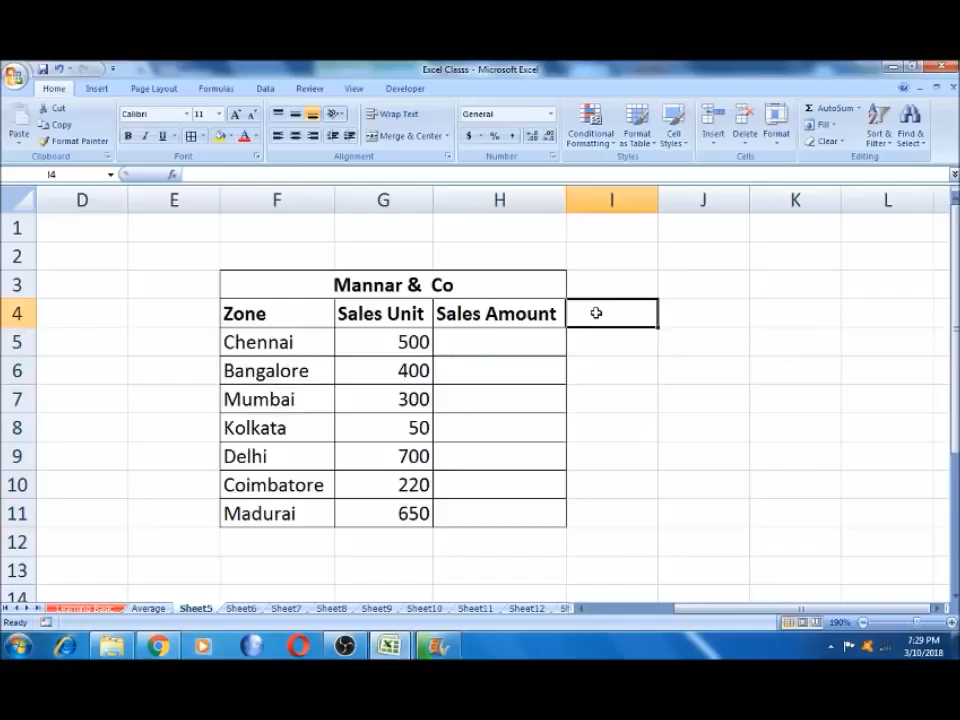 Excel Classs - Microsoft Excel
Home Insert Page Layout Formulas Data Review View Developer
Cut Calibri 11 Wrap Text General AutoSum
Paste Copy Conditional Format Cell Insert Delete Format Fill Sort & Find &
Format Painter Merge & Center Formatting as Table Styles Clear Filter Select
Clipboard Font Alignment Number Styles Cells Editing
I4 fx
D E F G H I J K L
1
2
3 Mannar & Co
4 Zone Sales Unit Sales Amount
5 Chennai 500
6 Bangalore 400
7 Mumbai 300
8 Kolkata 50
9 Delhi 700
10 Coimbatore 220
11 Madurai 650
12
13
14
Average Sheet5 Sheet6 Sheet7 Sheet8 Sheet9 Sheet10 Sheet11 Sheet12 Sh
Ready 190%
7:29 PM
3/10/2018